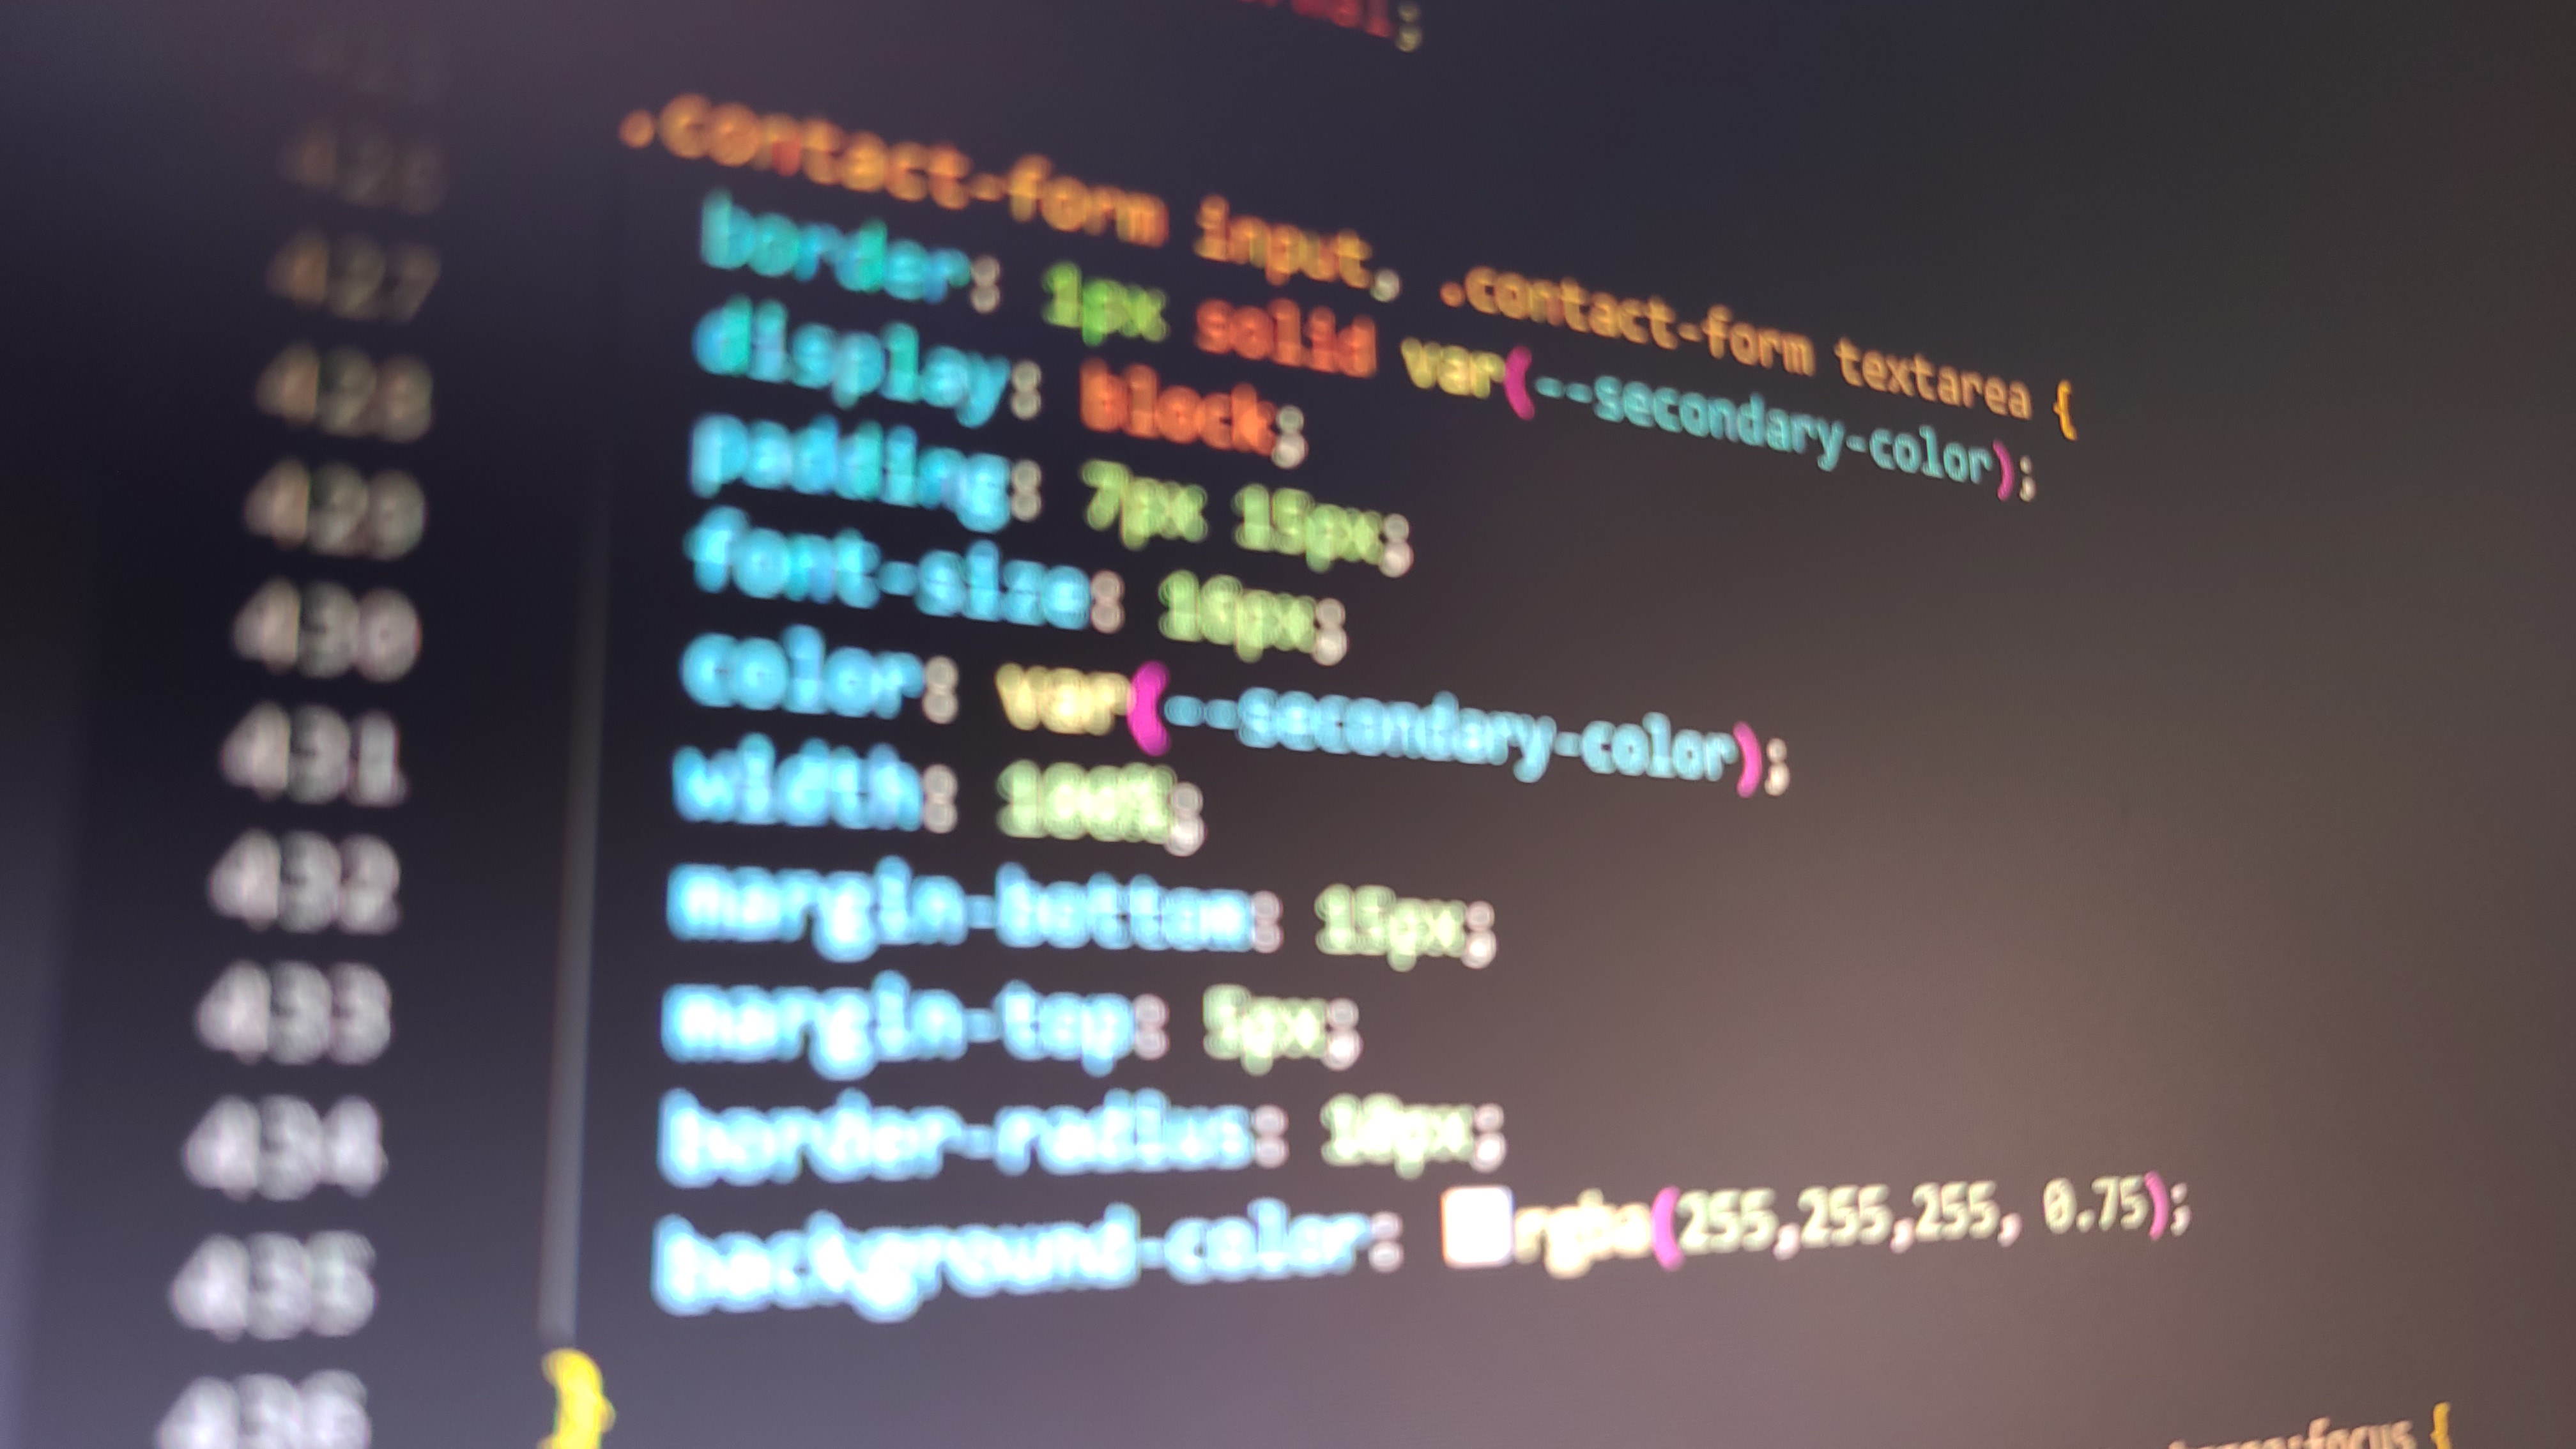 425
426 .contact-form input, .contact-form textarea {
427 border: 1px solid var(--secondary-color);
428 display: block;
429 padding: 7px 15px;
430 font-size: 16px;
431 color: var(--secondary-color);
432 width: 100%;
433 margin-bottom: 15px;
434 margin-top: 5px;
435 border-radius: 10px;
436 background-color: rgba(255,255,255, 0.75);
}
:focus {